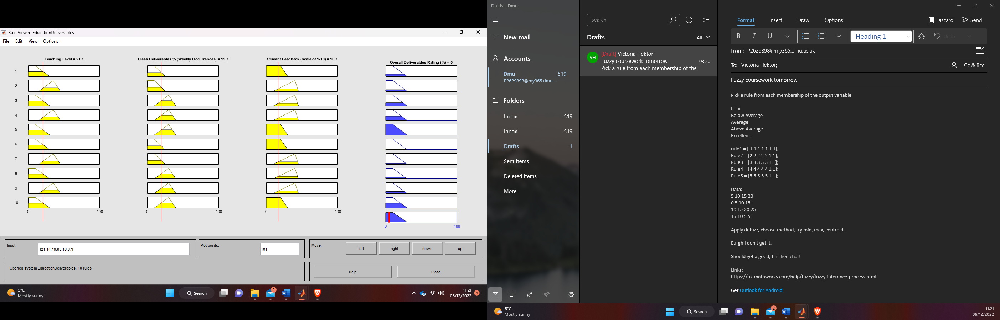 Rule Viewer: EducationDeliverables
File Edit View Options
Teaching Level = 21.1
Class Deliverables % (Weekly Occurrences) = 19.7
Student Feedback (scale of 1-10) = 16.7
Overall Deliverables Rating (%) = 5
1
2
3
4
5
6
7
8
9
10
0 100
0 100
0 100
0 100
Input:
[21.14;19.65;16.67]
Plot points:
101
Move:
left right down up
Opened system EducationDeliverables, 10 rules
Help Close
5°C
Mostly sunny
Search
2
11:21
06/12/2022
4
Drafts - Dmu
New mail
Accounts
Dmu 519
P2629898@my365.dmu....
Folders
Inbox 519
Inbox 519
Drafts 1
Sent Items
Deleted Items
More
Search
Drafts
All
VH
[Draft] Victoria Hektor
Fuzzy coursework tomorrow 03:20
Pick a rule from each membership of the
Format Insert Draw Options
Discard Send
B I U
Heading 1
Undo
From: P2629898@my365.dmu.ac.uk
To: Victoria Hektor;
Cc & Bcc
Fuzzy coursework tomorrow
Pick a rule from each membership of the output variable
Poor
Below Average
Average
Above Average
Excellent
rule1 = [ 1 1 1 1 1 1 1];
Rule2 = [2 2 2 2 2 1 1];
Rule3 = [3 3 3 3 3 1 1];
Rule4 = [4 4 4 4 4 1 1];
Rule5 = [5 5 5 5 5 1 1];
Data:
5 10 15 20
0 5 10 15
10 15 20 25
15 10 5 5
Apply defuzz, choose method, try min, max, centroid.
Eurgh I don't get it.
Should get a good, finished chart
Links:
https://uk.mathworks.com/help/fuzzy/fuzzy-inference-process.html
Get Outlook for Android
5°C
Mostly sunny
Search
2
11:21
06/12/2022